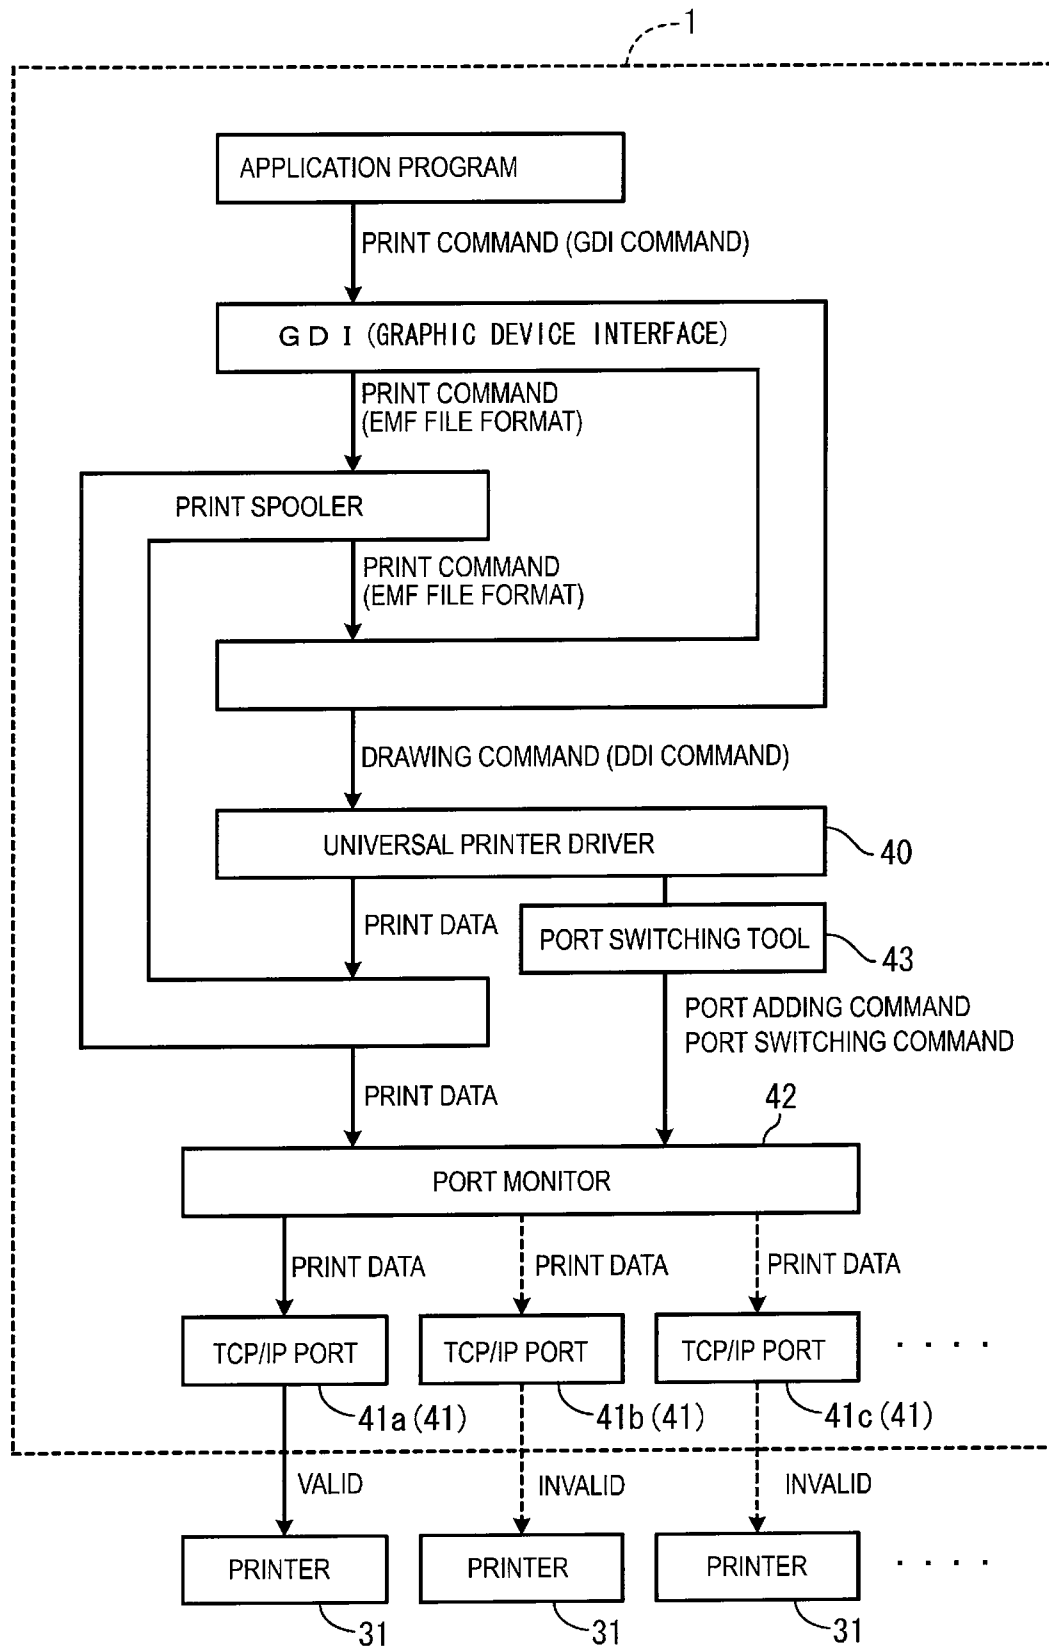 1
APPLICATION PROGRAM
PRINT COMMAND (GDI COMMAND)
GDI (GRAPHIC DEVICE INTERFACE)
PRINT COMMAND
(EMF FILE FORMAT)
PRINT SPOOLER
PRINT COMMAND
(EMF FILE FORMAT)
DRAWING COMMAND (DDI COMMAND)
UNIVERSAL PRINTER DRIVER
40
PRINT DATA
PORT SWITCHING TOOL
43
PORT ADDING COMMAND
PORT SWITCHING COMMAND
PRINT DATA
42
PORT MONITOR
PRINT DATA PRINT DATA PRINT DATA
TCP/IP PORT TCP/IP PORT TCP/IP PORT . . . .
41a (41) 41b (41) 41c (41)
VALID INVALID INVALID
PRINTER PRINTER PRINTER . . . .
31 31 31